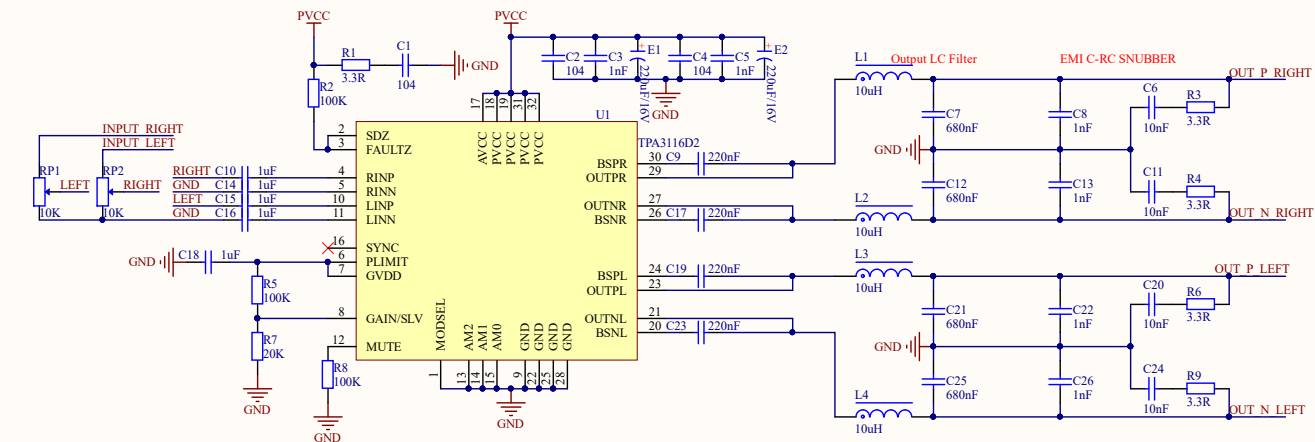 PVCC
R1
3.3R
C1
104
GND
R2
100K
PVCC
C2
104
C3
1nF
E1
220uF/16V
C4
104
C5
1nF
E2
220uF/16V
GND
L1
10uH
Output LC Filter
EMI C-RC SNUBBER
OUT_P_RIGHT
C7
680nF
C8
1nF
C6
10nF
R3
3.3R
GND
C12
680nF
C13
1nF
C11
10nF
R4
3.3R
L2
10uH
OUT_N_RIGHT
INPUT_RIGHT
INPUT_LEFT
RP1
LEFT
10K
RP2
RIGHT
10K
RIGHT C10 1uF
GND C14 1uF
LEFT C15 1uF
GND C16 1uF
GND
C18 1uF
R5
100K
R7
20K
GND
R8
100K
GND
U1
TPA3116D2
17 18 19 31 32
AVCC PVCC PVCC PVCC PVCC
2 SDZ
3 FAULTZ
4 RINP
5 RINN
10 LINP
11 LINN
16 SYNC
6 PLIMIT
7 GVDD
8 GAIN/SLV
12 MUTE
MODSEL AM2 AM1 AM0 GND GND GND GND
1 13 14 15 9 22 25 28
GND
BSPR 30 C9 220nF
OUTPR 29
OUTNR 27
BSNR 26 C17 220nF
BSPL 24 C19 220nF
OUTPL 23
OUTNL 21
BSNL 20 C23 220nF
L3
10uH
OUT_P_LEFT
C21
680nF
C22
1nF
C20
10nF
R6
3.3R
GND
C25
680nF
C26
1nF
C24
10nF
R9
3.3R
L4
10uH
OUT_N_LEFT